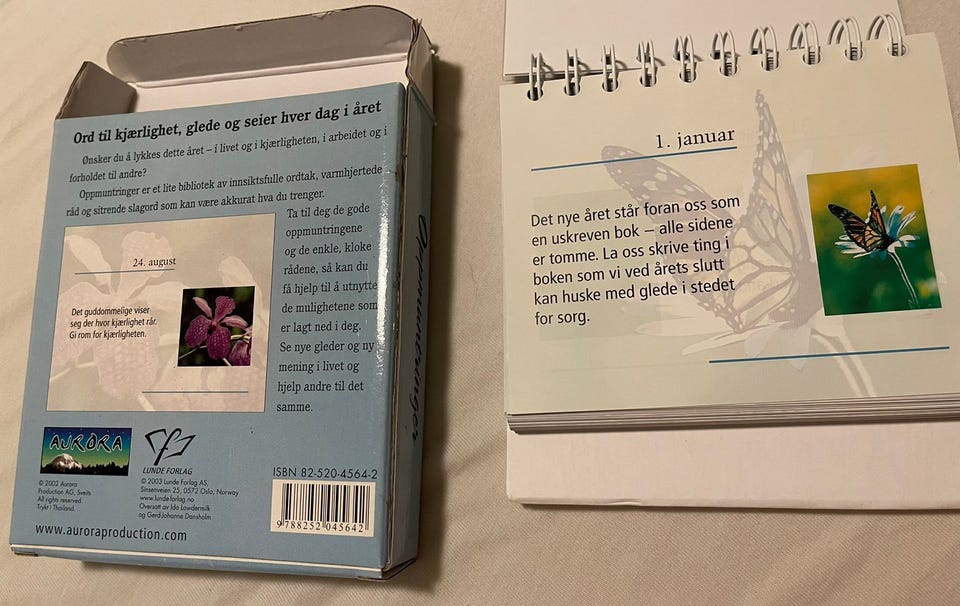 Ord til kjærlighet, glede og seier hver dag i året
Ønsker du å lykkes dette året – i livet og i kjærligheten, i arbeidet og i
forholdet til andre?
Oppmuntringer er et lite bibliotek av innsiktsfulle ordtak, varmhjertede
råd og sitrende slagord som kan være akkurat hva du trenger.
24. august
Det guddommelige viser
seg der hvor kjærlighet rår.
Gi rom for kjærligheten.
Ta til deg de gode
oppmuntringene
og de enkle, kloke
rådene, så kan du
få hjelp til å utnytte
de mulighetene som
er lagt ned i deg.
Se nye gleder og ny
mening i livet og
hjelp andre til det
samme.
AURORA
© 2002 Aurora
Production AG, Sveits
All rights reserved.
Trykt i Thailand.
LUNDE FORLAG
© 2003 Lunde Forlag AS,
Sinsenveien 25, 0572 Oslo, Norway
www.lunde-forlag.no
Oversatt av Ida Lowdermilk
og Gerd-Johanne Dansholm
ISBN 82-520-4564-2
9 788252 045642
www.auroraproduction.com
Oppmuntringer
1. januar
Det nye året står foran oss som
en uskreven bok – alle sidene
er tomme. La oss skrive ting i
boken som vi ved årets slutt
kan huske med glede i stedet
for sorg.